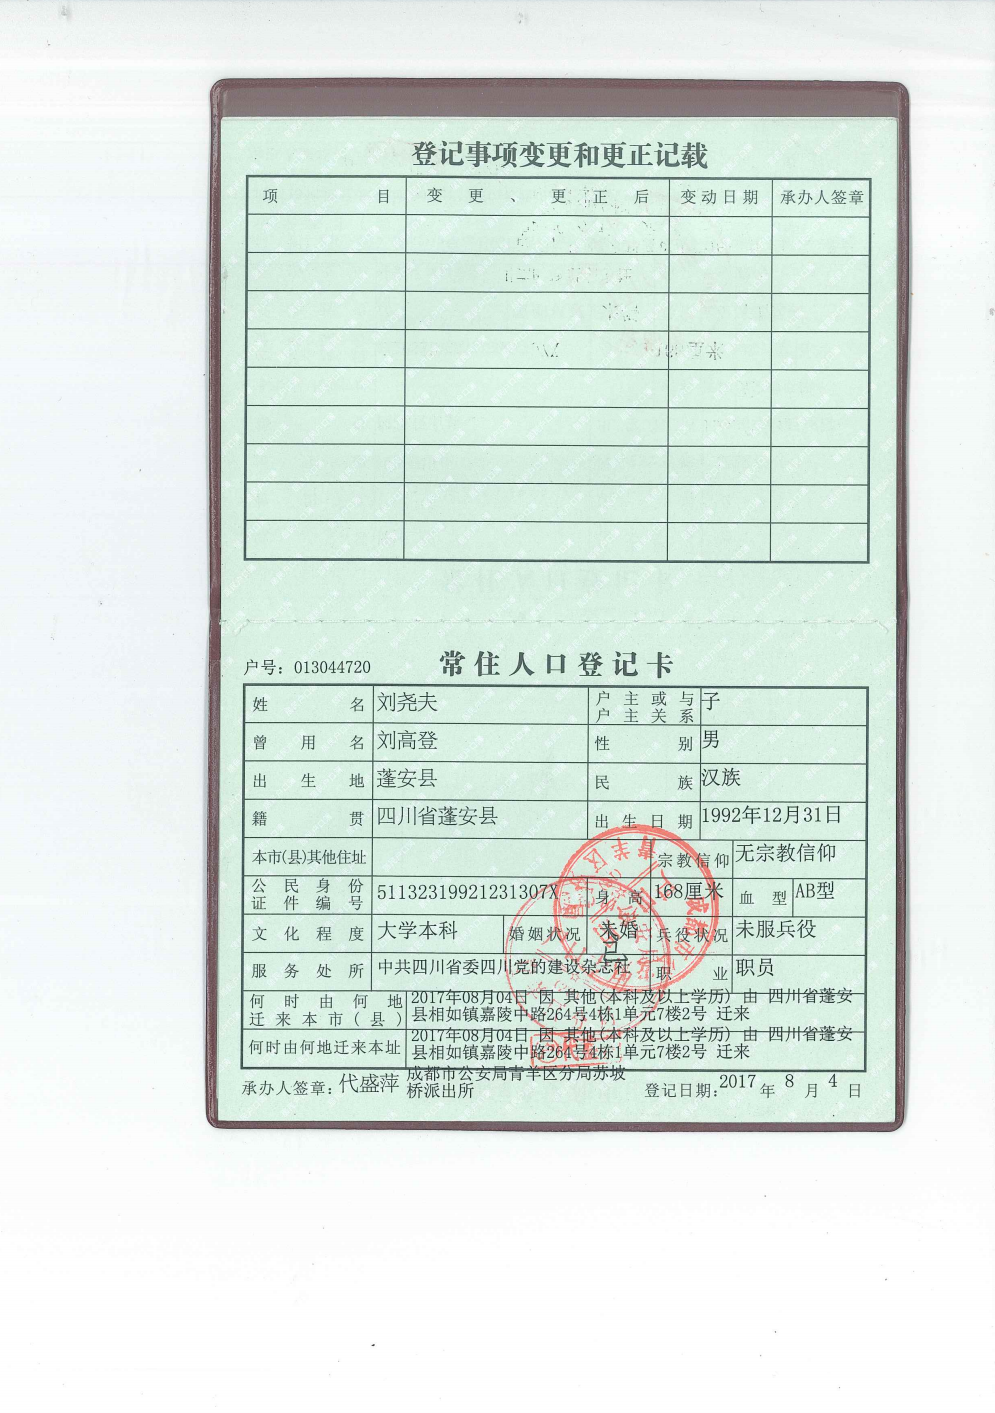 登记事项变更和更正记载
项目 变更、更正后 变动日期 承办人签章
户号：013044720 常住人口登记卡
姓名 刘尧夫 户主或与户主关系 子
曾用名 刘高登 性别 男
出生地 蓬安县 民族 汉族
籍贯 四川省蓬安县 出生日期 1992年12月31日
本市(县)其他住址 宗教信仰 无宗教信仰
公民身份证件编号 51132319921231307X 身高 168厘米 血型 AB型
文化程度 大学本科 婚姻状况 未婚 兵役状况 未服兵役
服务处所 中共四川省委四川党的建设杂志社 职业 职员
何时由何地迁来本市(县) 2017年08月04日 因 其他(本科及以上学历) 由 四川省蓬安
县相如镇嘉陵中路264号4栋1单元7楼2号 迁来
何时由何地迁来本址 2017年08月04日 因 其他(本科及以上学历) 由 四川省蓬安
县相如镇嘉陵中路264号4栋1单元7楼2号 迁来
承办人签章：代盛萍 成都市公安局青羊区分局苏坡
桥派出所 登记日期：2017年8月4日